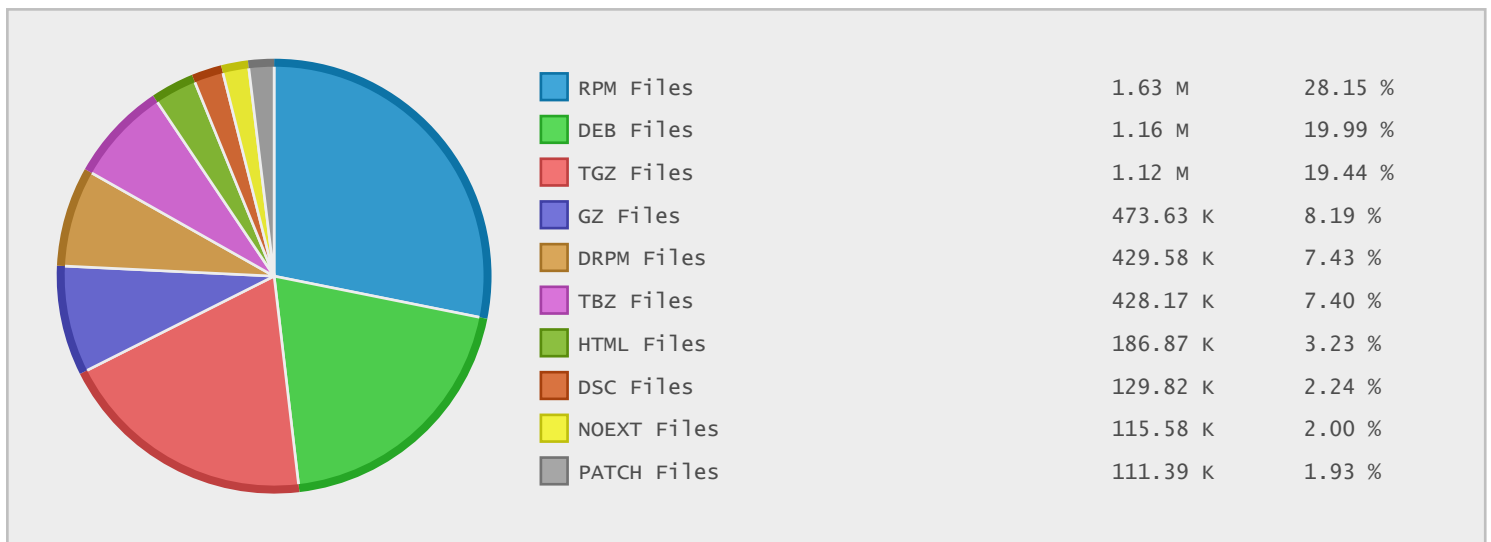 RPM Files 1.63 M 28.15 %
DEB Files 1.16 M 19.99 %
TGZ Files 1.12 M 19.44 %
GZ Files 473.63 K 8.19 %
DRPM Files 429.58 K 7.43 %
TBZ Files 428.17 K 7.40 %
HTML Files 186.87 K 3.23 %
DSC Files 129.82 K 2.24 %
NOEXT Files 115.58 K 2.00 %
PATCH Files 111.39 K 1.93 %